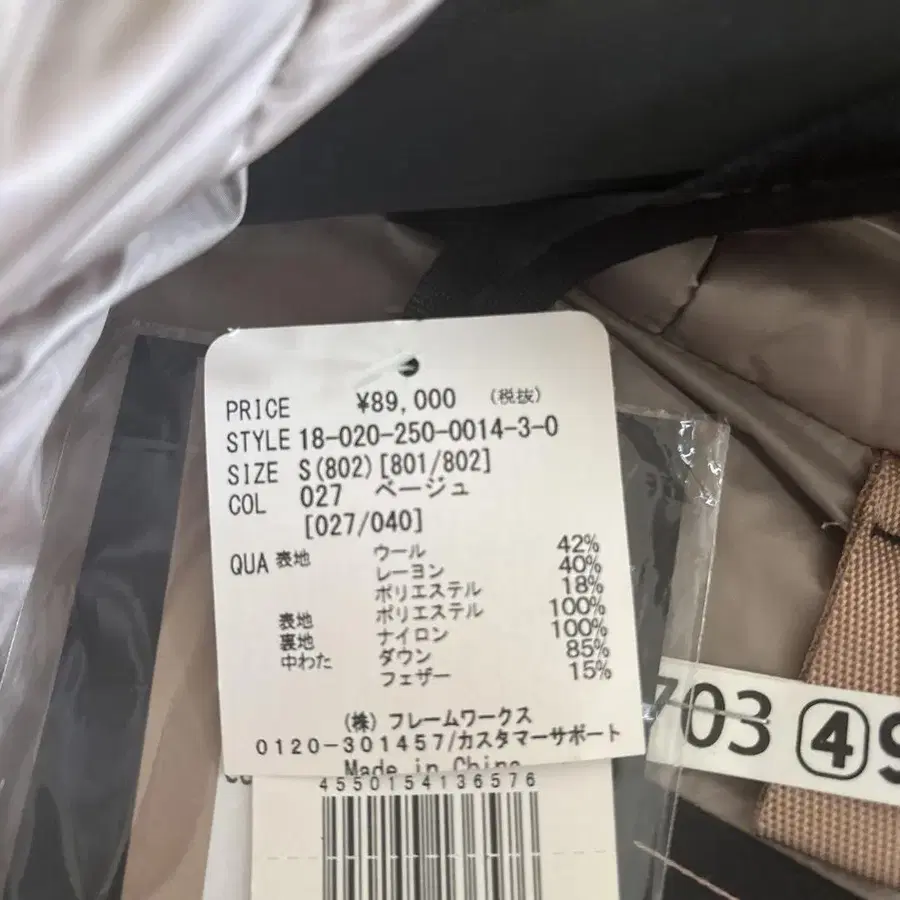 PRICE ¥89,000 (税抜)
STYLE 18-020-250-0014-3-0
SIZE S(802)[801/802]
COL 027 ベージュ
[027/040]
QUA 表地 ウール 42%
レーヨン 40%
ポリエステル 18%
表地 ポリエステル 100%
裏地 ナイロン 100%
中わた ダウン 85%
フェザー 15%
(株)フレームワークス
0120-301457/カスタマーサポート
Made in China
4550154136576
703 ④9